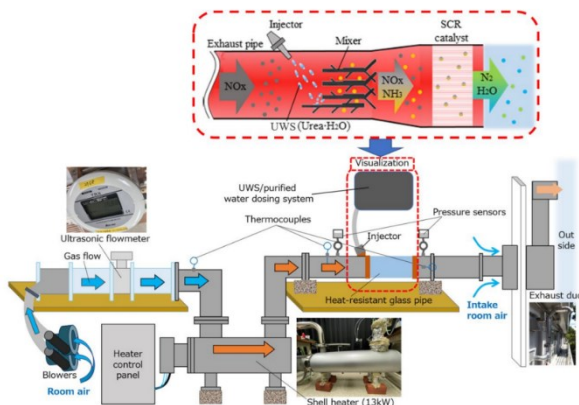 Injector
Mixer
SCR
catalyst
Exhaust pipe
NOx
NOx
NH₃
N₂
H₂O
UWS (Urea·H₂O)
Visualization
UWS/purified
water dosing system
Pressure sensors
Thermocouples
Injector
Ultrasonic flowmeter
Gas flow
Out
side
Heat-resistant glass pipe
Intake
room air
Exhaust duct
Heater
control
panel
Blowers
Room air
Shell heater (13kW)